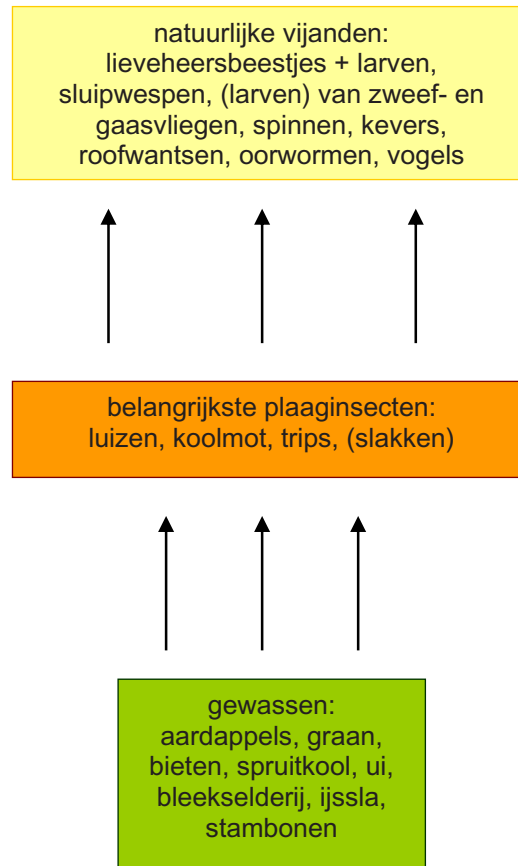 natuurlijke vijanden:
lieveheersbeestjes + larven,
sluipwespen, (larven) van zweef- en
gaasvliegen, spinnen, kevers,
roofwantsen, oorwormen, vogels
belangrijkste plaaginsecten:
luizen, koolmot, trips, (slakken)
gewassen:
aardappels, graan,
bieten, spruitkool, ui,
bleekselderij, ijssla,
stambonen